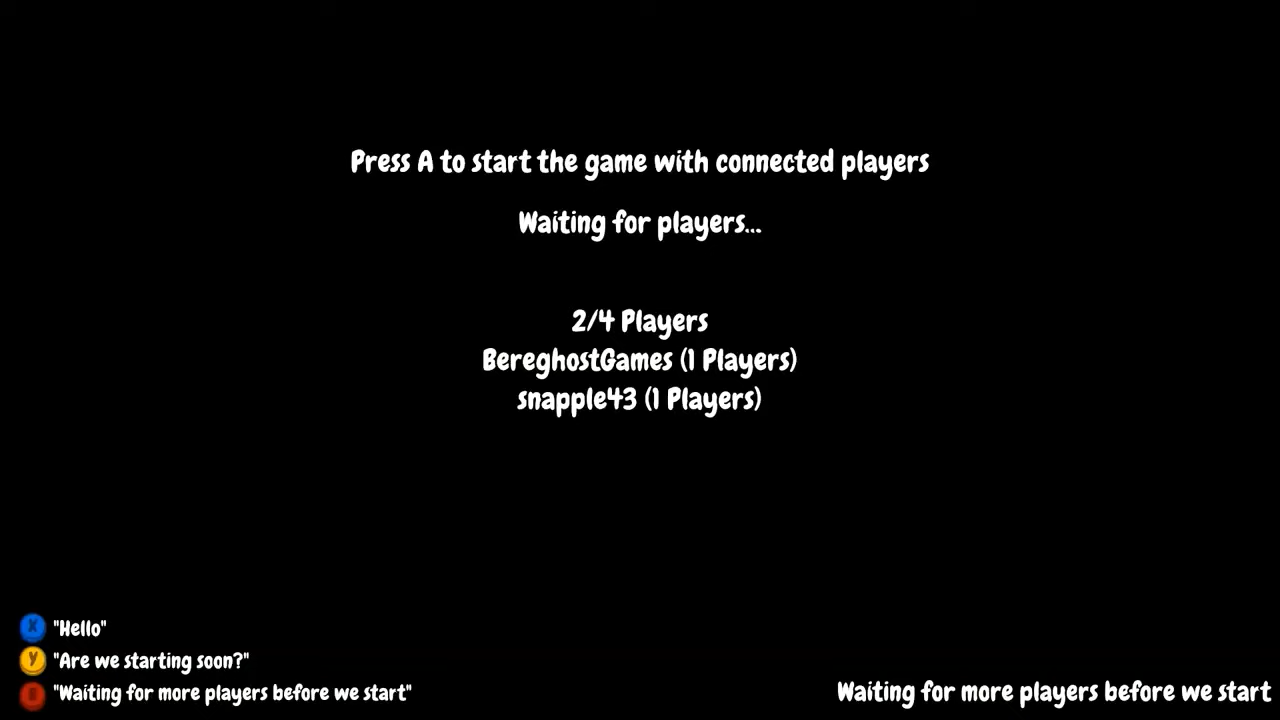 Press A to start the game with connected players
Waiting for players...
2/4 Players
BereghostGames (1 Players)
snapple43 (1 Players)
X "Hello"
Y "Are we starting soon?"
B "Waiting for more players before we start"
Waiting for more players before we start